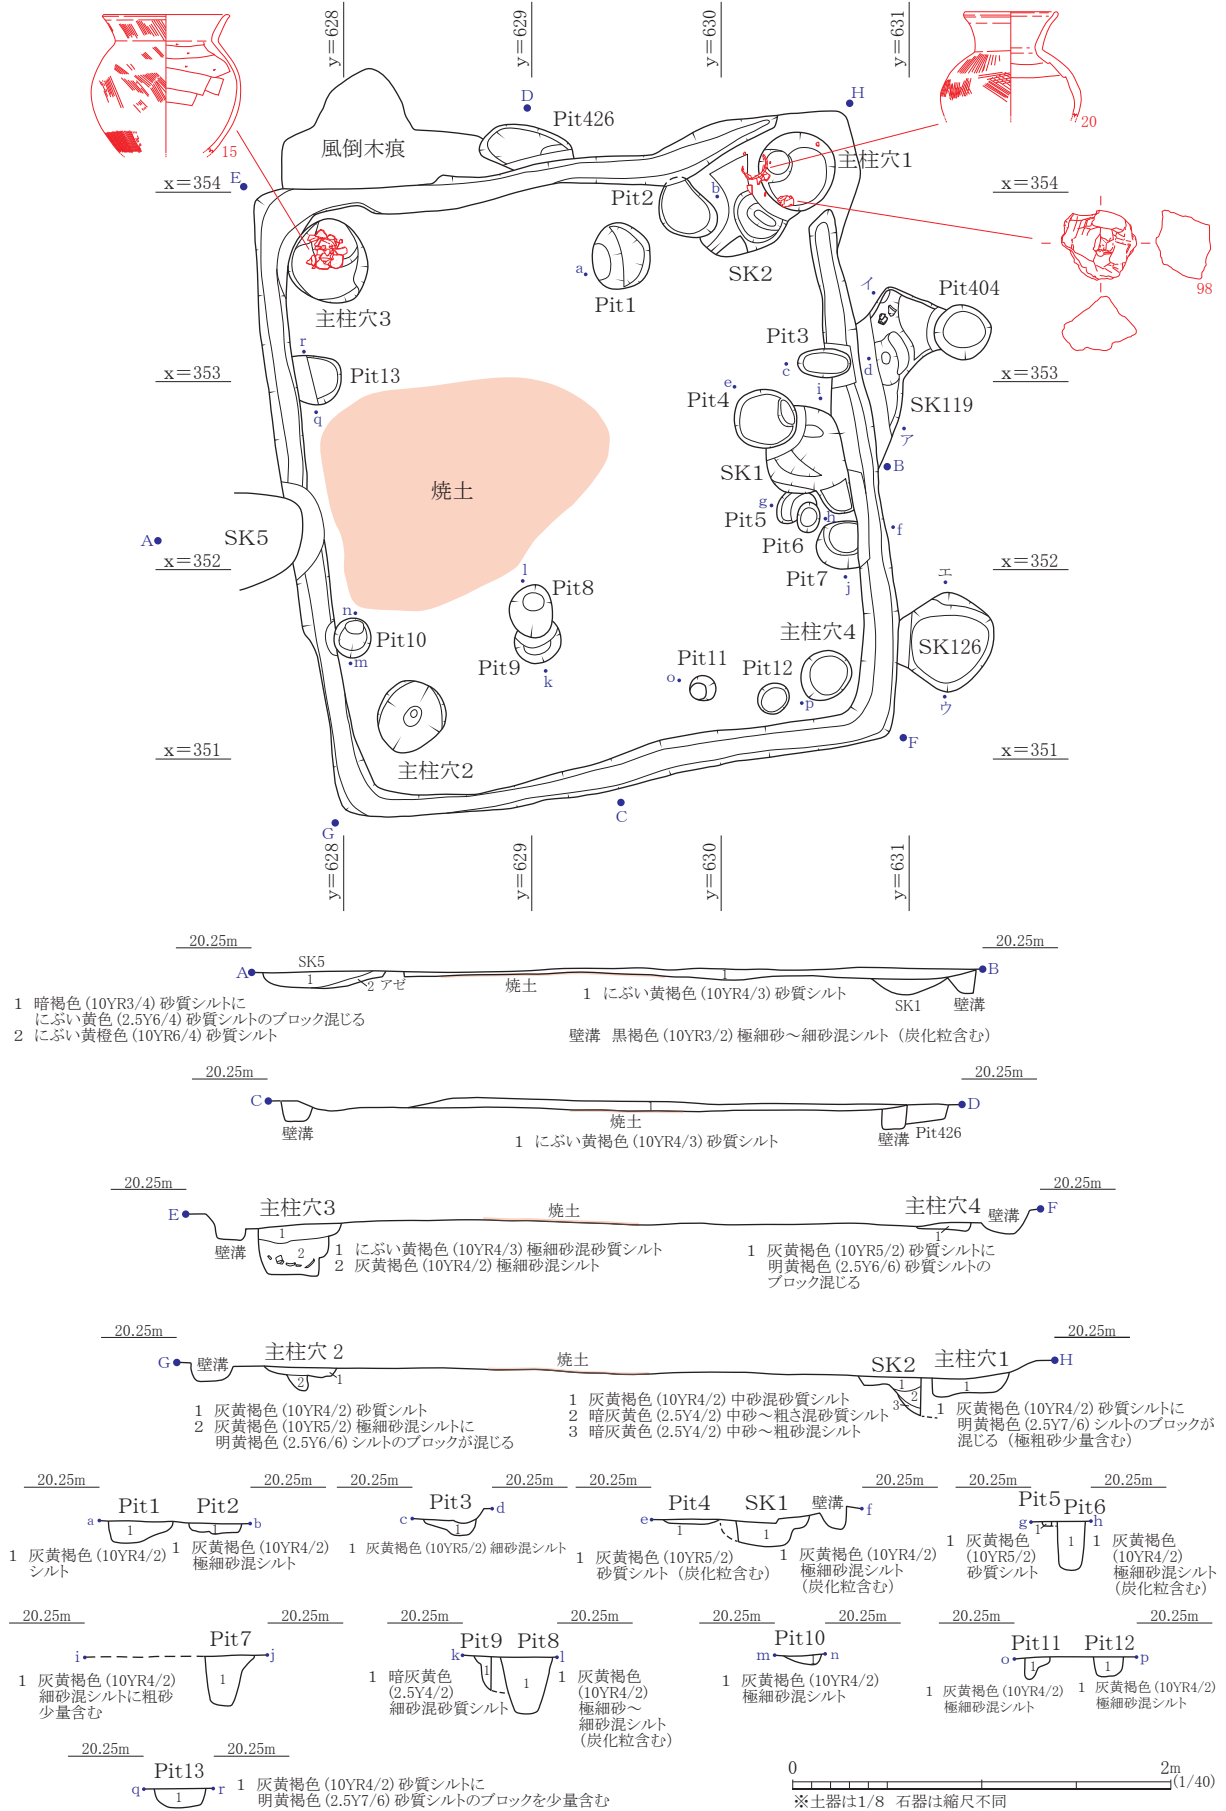 y=628
y=629
y=630
y=631
D
H
Pit426
風倒木痕
主柱穴1
15
20
E
x=354
x=354
Pit2
b
SK2
a
Pit1
98
主柱穴3
イ
Pit404
r
Pit13
Pit3
c
d
x=353
x=353
e
i
Pit4
SK119
q
ア
SK1
B
焼土
g
h
Pit5
f
SK5
A
Pit6
x=352
x=352
l
Pit8
Pit7
j
エ
n
Pit10
主柱穴4
SK126
m
Pit9
k
Pit11
o
Pit12
p
ウ
x=351
x=351
F
主柱穴2
C
G
y=628
y=629
y=630
y=631
20.25m
20.25m
A
SK5
1
2 アゼ
焼土
1
SK1
壁溝
B
1 にぶい黄褐色 (10YR4/3) 砂質シルト
1 暗褐色 (10YR3/4) 砂質シルトに
にぶい黄色 (2.5Y6/4) 砂質シルトのブロック混じる
2 にぶい黄橙色 (10YR6/4) 砂質シルト
壁溝 黒褐色 (10YR3/2) 極細砂～細砂混シルト (炭化粒含む)
20.25m
20.25m
C
壁溝
焼土
1
壁溝
Pit426
D
1 にぶい黄褐色 (10YR4/3) 砂質シルト
20.25m
20.25m
E
主柱穴3
焼土
主柱穴4
壁溝
F
壁溝
1
2
1
1 にぶい黄褐色 (10YR4/3) 極細砂混砂質シルト
2 灰黄褐色 (10YR4/2) 極細砂混シルト
1 灰黄褐色 (10YR5/2) 砂質シルトに
明黄褐色 (2.5Y6/6) 砂質シルトの
ブロック混じる
20.25m
20.25m
G
壁溝
主柱穴 2
焼土
SK2
主柱穴1
H
2
1
1
2
3
1
1 灰黄褐色 (10YR4/2) 砂質シルト
2 灰黄褐色 (10YR5/2) 極細砂混シルトに
明黄褐色 (2.5Y6/6) シルトのブロックが混じる
1 灰黄褐色 (10YR4/2) 中砂混砂質シルト
2 暗灰黄色 (2.5Y4/2) 中砂～粗さ混砂質シルト
3 暗灰黄色 (2.5Y4/2) 中砂～粗砂混シルト
1 灰黄褐色 (10YR4/2) 砂質シルトに
明黄褐色 (2.5Y7/6) シルトのブロックが
混じる (極粗砂少量含む)
20.25m
20.25m
Pit1
Pit2
a
1
1
b
1 灰黄褐色 (10YR4/2)
シルト
1 灰黄褐色 (10YR4/2)
極細砂混シルト
20.25m
20.25m
Pit3
c
1
d
1 灰黄褐色 (10YR5/2) 細砂混シルト
20.25m
20.25m
Pit4
SK1
壁溝
e
1
1
f
1 灰黄褐色 (10YR5/2)
砂質シルト (炭化粒含む)
1 灰黄褐色 (10YR4/2)
極細砂混シルト
(炭化粒含む)
20.25m
20.25m
Pit5
Pit6
g
1
1
h
1 灰黄褐色
(10YR5/2)
砂質シルト
1 灰黄褐色
(10YR4/2)
極細砂混シルト
(炭化粒含む)
20.25m
20.25m
Pit7
i
1
j
1 灰黄褐色 (10YR4/2)
細砂混シルトに粗砂
少量含む
20.25m
20.25m
Pit9
Pit8
k
1
1
l
1 暗灰黄色
(2.5Y4/2)
細砂混砂質シルト
1 灰黄褐色
(10YR4/2)
極細砂～
細砂混シルト
(炭化粒含む)
20.25m
20.25m
Pit10
m
1
n
1 灰黄褐色 (10YR4/2)
極細砂混シルト
20.25m
20.25m
Pit11
Pit12
o
1
1
p
1 灰黄褐色 (10YR4/2)
極細砂混シルト
1 灰黄褐色 (10YR4/2)
極細砂混シルト
20.25m
20.25m
Pit13
q
1
r
1 灰黄褐色 (10YR4/2) 砂質シルトに
明黄褐色 (2.5Y7/6) 砂質シルトのブロックを少量含む
0
2m
(1/40)
※土器は1/8 石器は縮尺不同